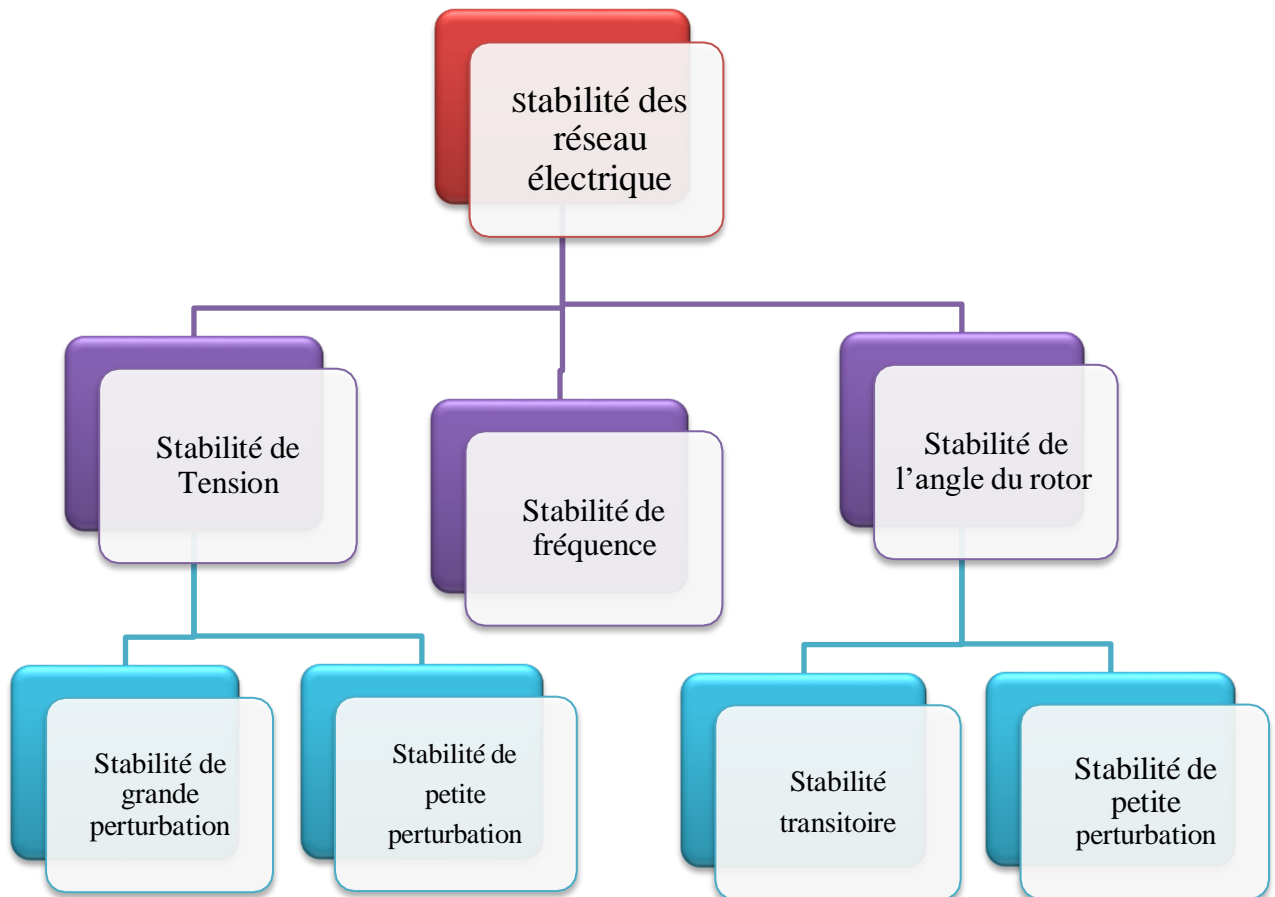 Stabilité des
réseau
électrique
Stabilité de
Tension
Stabilité de
fréquence
Stabilité de
l’angle du rotor
Stabilité de
grande
perturbation
Stabilité de
petite
perturbation
Stabilité
transitoire
Stabilité de
petite
perturbation